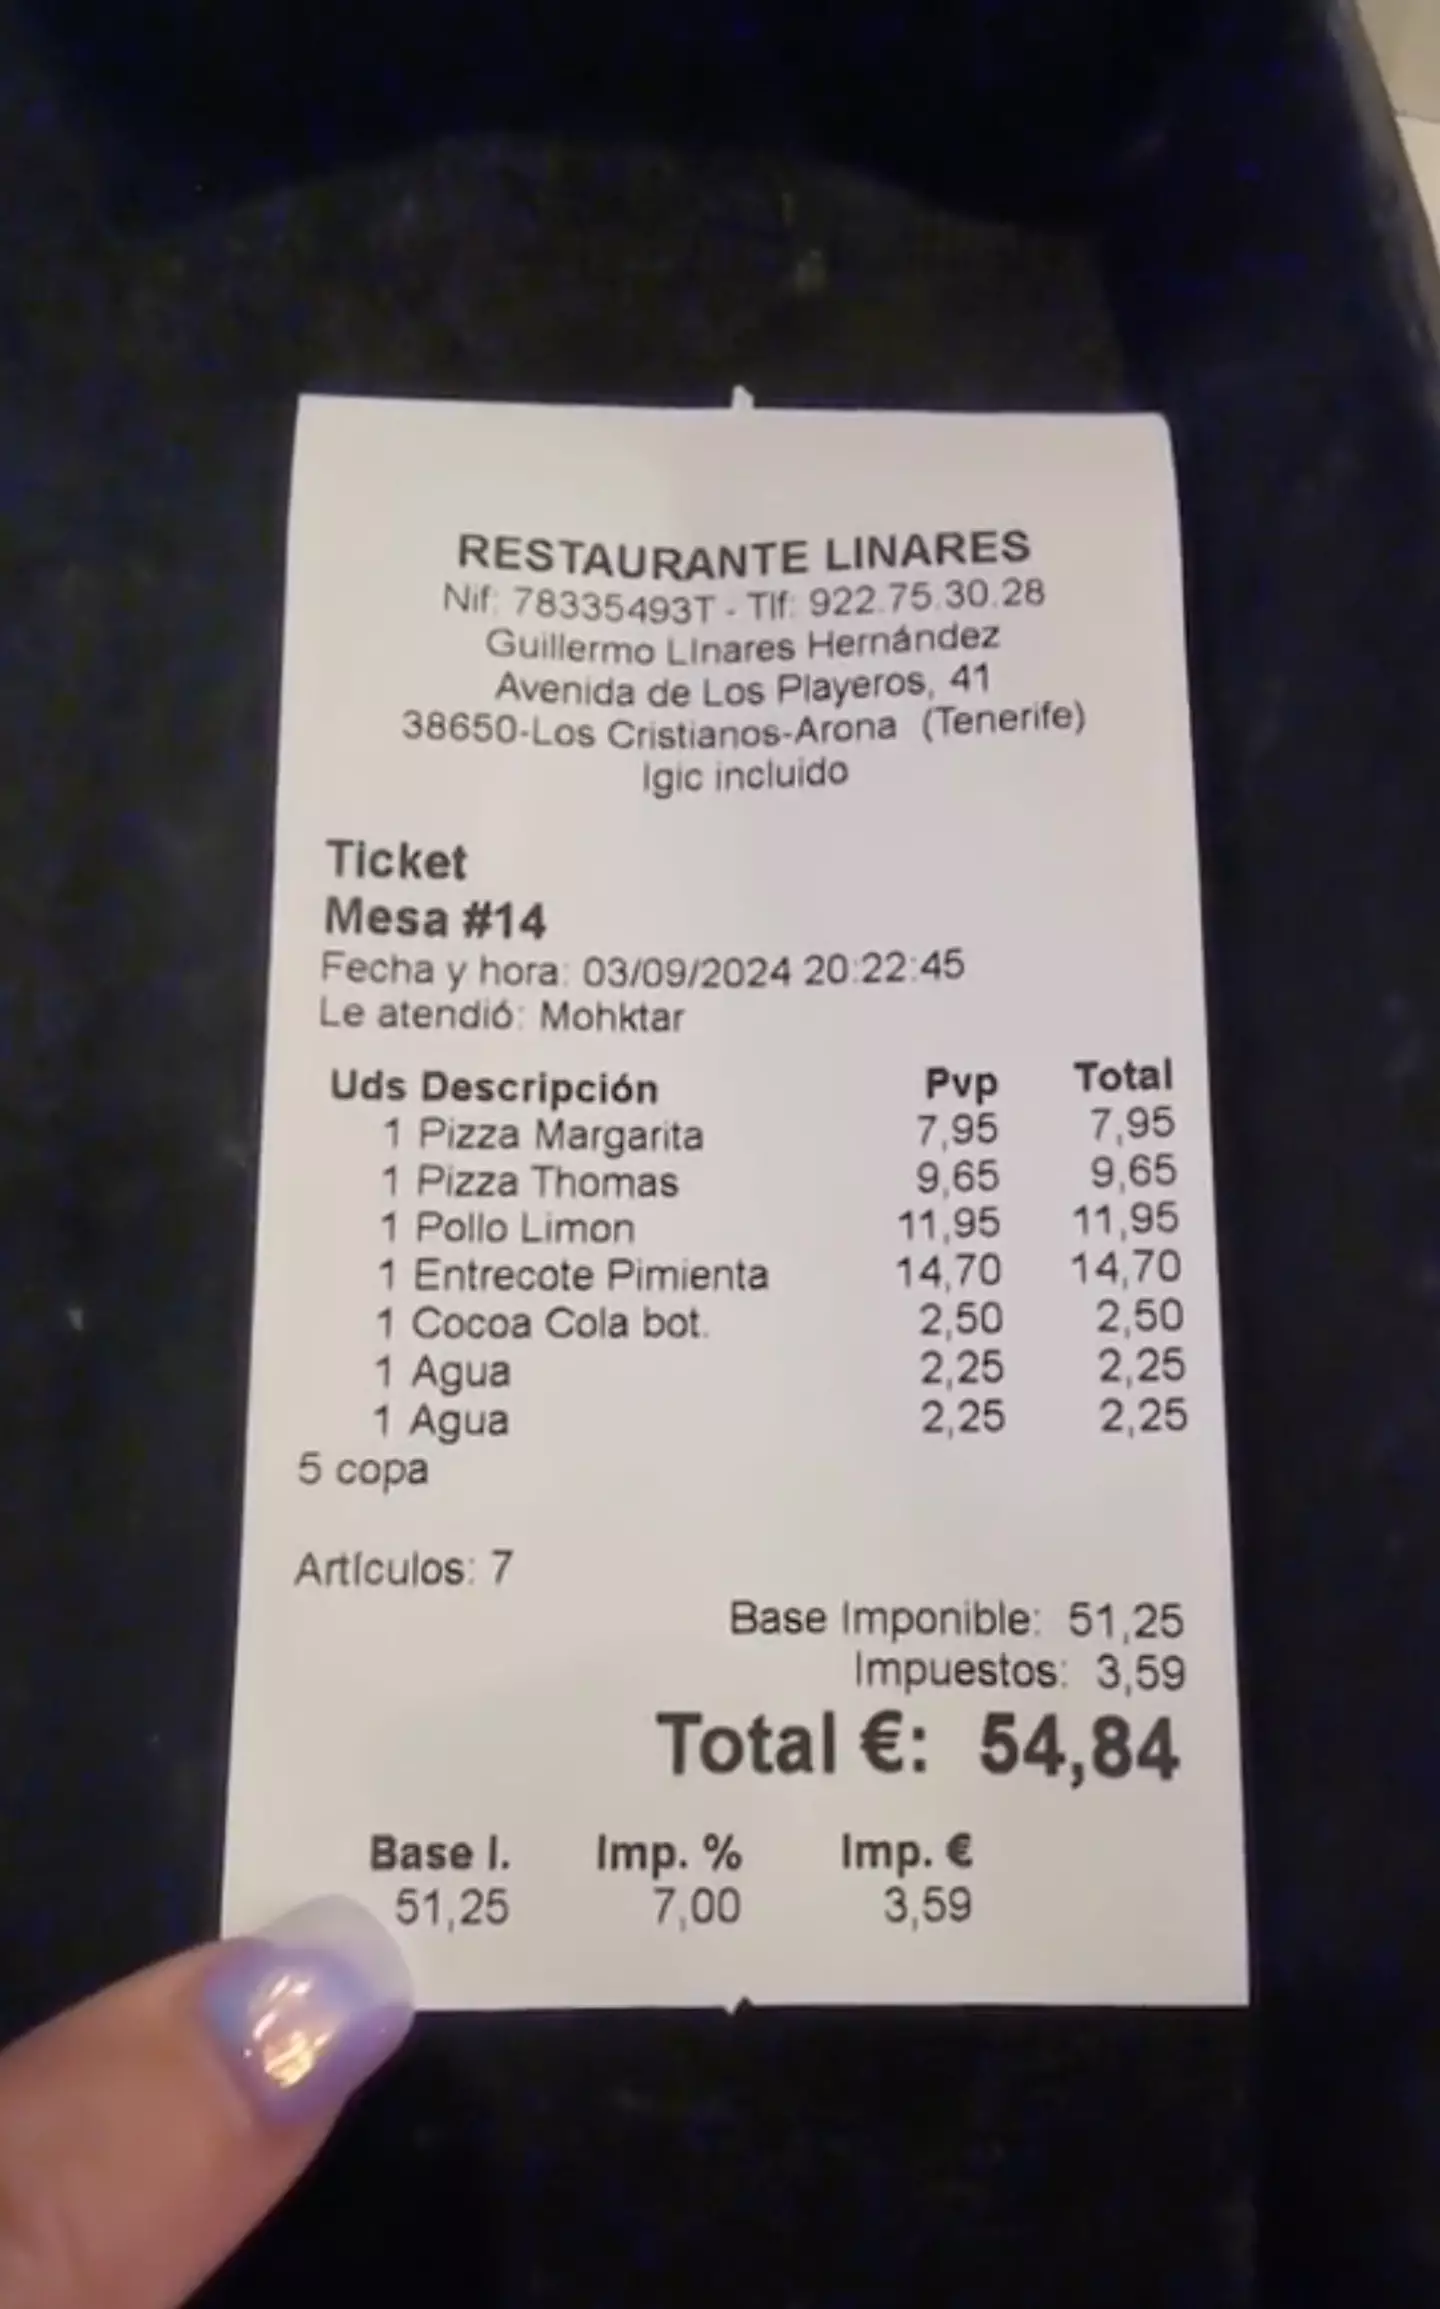 RESTAURANTE LINARES
Nif: 78335493T - Tlf: 922.75.30.28
Guillermo LInares Hernández
Avenida de Los Playeros, 41
38650-Los Cristianos-Arona (Tenerife)
Igic incluido
Ticket
Mesa #14
Fecha y hora: 03/09/2024 20:22:45
Le atendió: Mohktar
Uds Descripción Pvp Total
1 Pizza Margarita 7,95 7,95
1 Pizza Thomas 9,65 9,65
1 Pollo Limon 11,95 11,95
1 Entrecote Pimienta 14,70 14,70
1 Cocoa Cola bot. 2,50 2,50
1 Agua 2,25 2,25
1 Agua 2,25 2,25
5 copa
Artículos: 7
Base Imponible: 51,25
Impuestos: 3,59
Total €: 54,84
Base I. Imp. % Imp. €
51,25 7,00 3,59